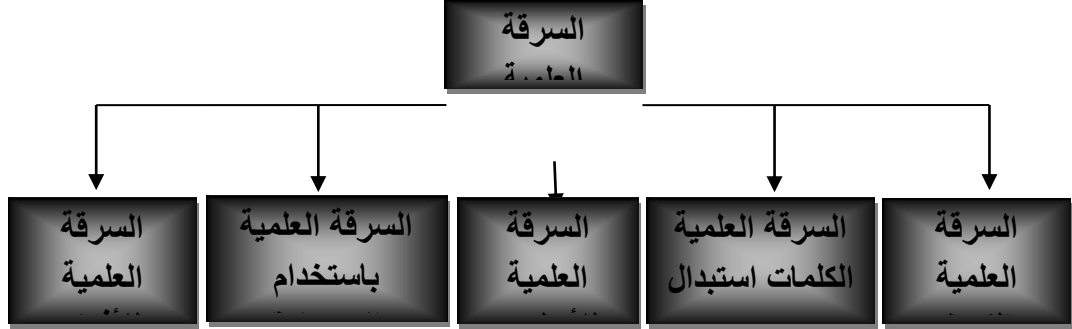 السرقة
العلمية
السرقة
العلمية
السرقة العلمية
الكلمات استبدال
السرقة
العلمية
السرقة العلمية
باستخدام
السرقة
العلمية